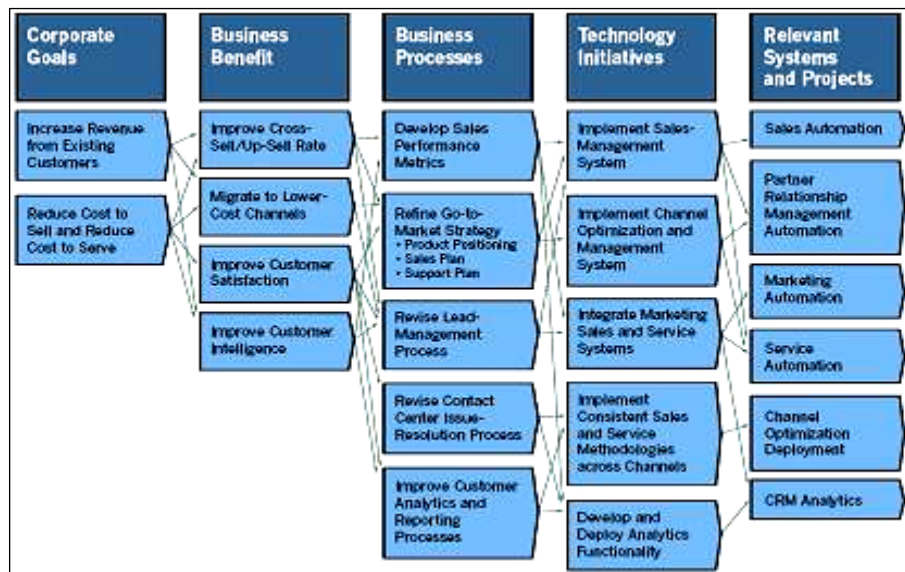 Corporate
Goals
Increase Revenue
from Existing
Customers
Reduce Cost to
Sell and Reduce
Cost to Serve
Business
Benefit
Improve Cross-
Sell/Up-Sell Rate
Migrate to Lower-
Cost Channels
Improve Customer
Satisfaction
Improve Customer
Intelligence
Business
Processes
Develop Sales
Performance
Metrics
Refine Go-to-
Market Strategy
• Product Positioning
• Sales Plan
• Support Plan
Revise Lead-
Management
Process
Revise Contact
Center Issue-
Resolution Process
Improve Customer
Analytics and
Reporting
Processes
Technology
Initiatives
Implement Sales-
Management
System
Implement Channel
Optimization and
Management
System
Integrate Marketing
Sales and Service
Systems
Implement
Consistent Sales
and Service
Methodologies
across Channels
Develop and
Deploy Analytics
Functionality
Relevant
Systems
and Projects
Sales Automation
Partner
Relationship
Management
Automation
Marketing
Automation
Service
Automation
Channel
Optimization
Deployment
CRM Analytics